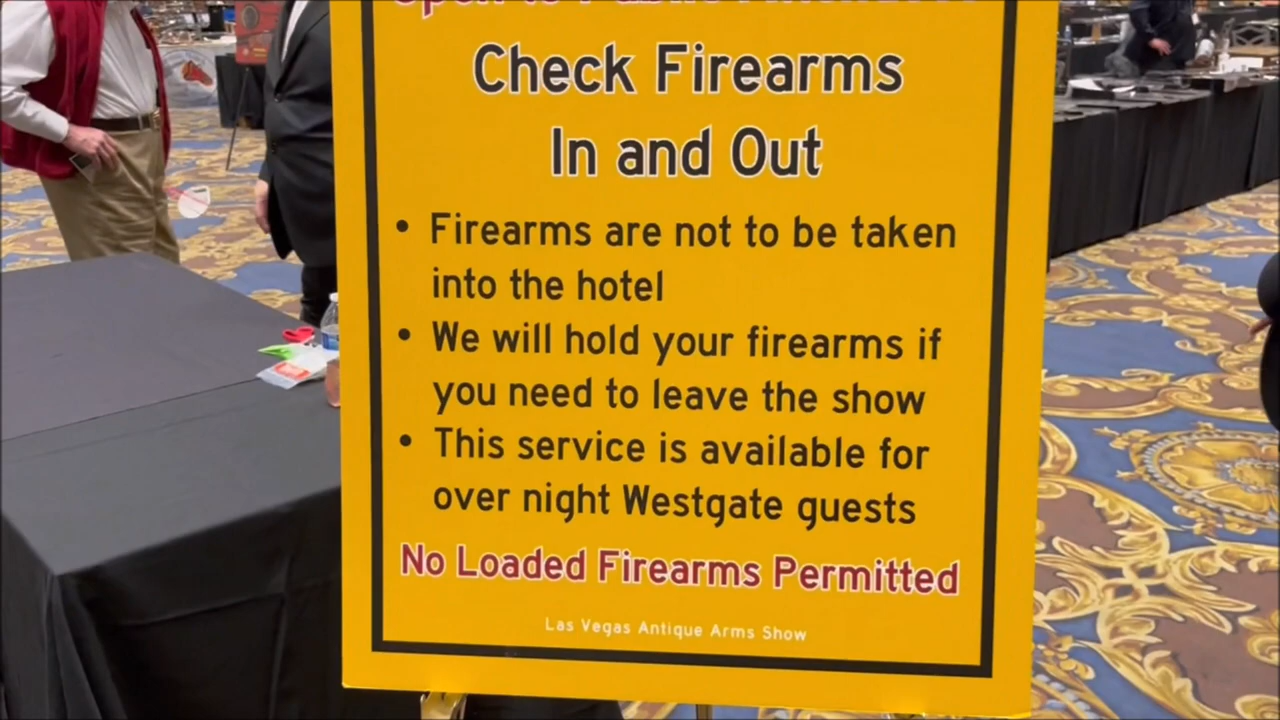 Check Firearms
In and Out
• Firearms are not to be taken
into the hotel
• We will hold your firearms if
you need to leave the show
• This service is available for
over night Westgate guests
No Loaded Firearms Permitted
Las Vegas Antique Arms Show